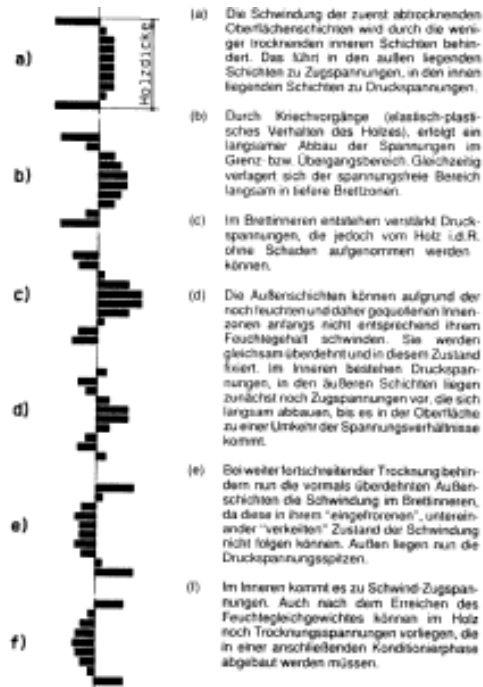 a)
Holzdicke
b)
c)
d)
e)
f)
(a) Die Schwindung der zuerst abtrocknenden
Oberflächenschichten wird durch die weni-
ger trocknenden inneren Schichten behin-
dert. Das führt in den außen liegenden
Schichten zu Zugspannungen, in den innen
liegenden Schichten zu Druckspannungen.
(b) Durch Kriechvorgänge (elastisch-plasti-
sches Verhalten des Holzes), erfolgt ein
langsamer Abbau der Spannungen im
Grenz- bzw. Übergangsbereich. Gleichzeitig
verlagert sich der spannungsfreie Bereich
langsam in tiefere Brettzonen.
(c) Im Brettinneren entstehen verstärkt Druck-
spannungen, die jedoch vom Holz i.d.R.
ohne Schaden aufgenommen werden
können.
(d) Die Außenschichten können aufgrund der
noch feuchten und daher gequollenen Innen-
zonen anfangs nicht entsprechend ihrem
Feuchtegehalt schwinden. Sie werden
gleichsam überdehnt und in diesem Zustand
fixiert. Im Inneren bestehen Druckspan-
nungen, in den äußeren Schichten liegen
zunächst noch Zugspannungen vor, die sich
langsam abbauen, bis es in der Oberfläche
zu einer Umkehr der Spannungsverhältnisse
kommt.
(e) Bei weiter fortschreitender Trocknung behin-
dern nun die vormals überdehnten Außen-
schichten die Schwindung im Brettinneren,
da diese in ihrem "eingefrorenen", unterein-
ander "verkeilten" Zustand der Schwindung
nicht folgen können. Außen liegen nun die
Druckspannungsspitzen.
(f) Im Inneren kommt es zu Schwind-Zugspan-
nungen. Auch nach dem Erreichen des
Feuchtegleichgewichtes können im Holz
noch Trocknungsspannungen vorliegen, die
in einer anschließenden Konditionierphase
abgebaut werden müssen.